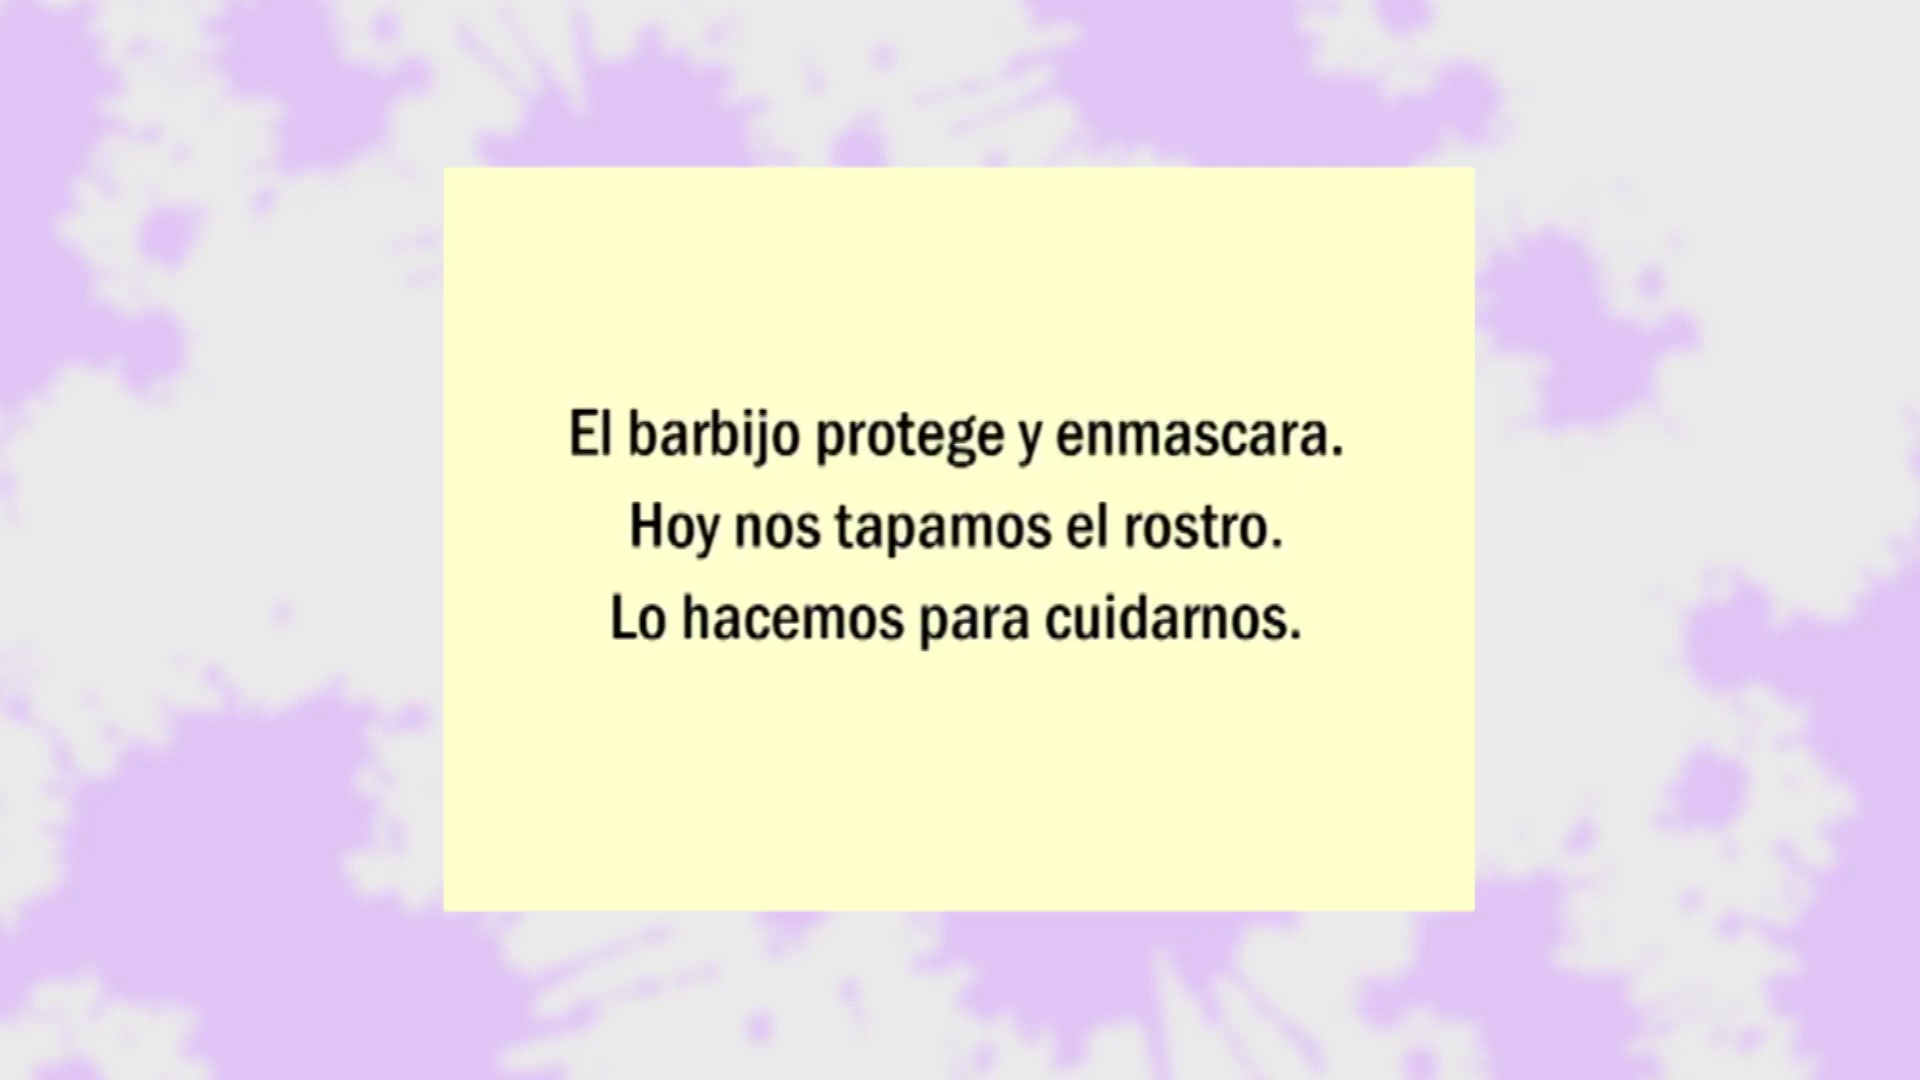 El barbijo protege y enmascara.
Hoy nos tapamos el rostro.
Lo hacemos para cuidarnos.